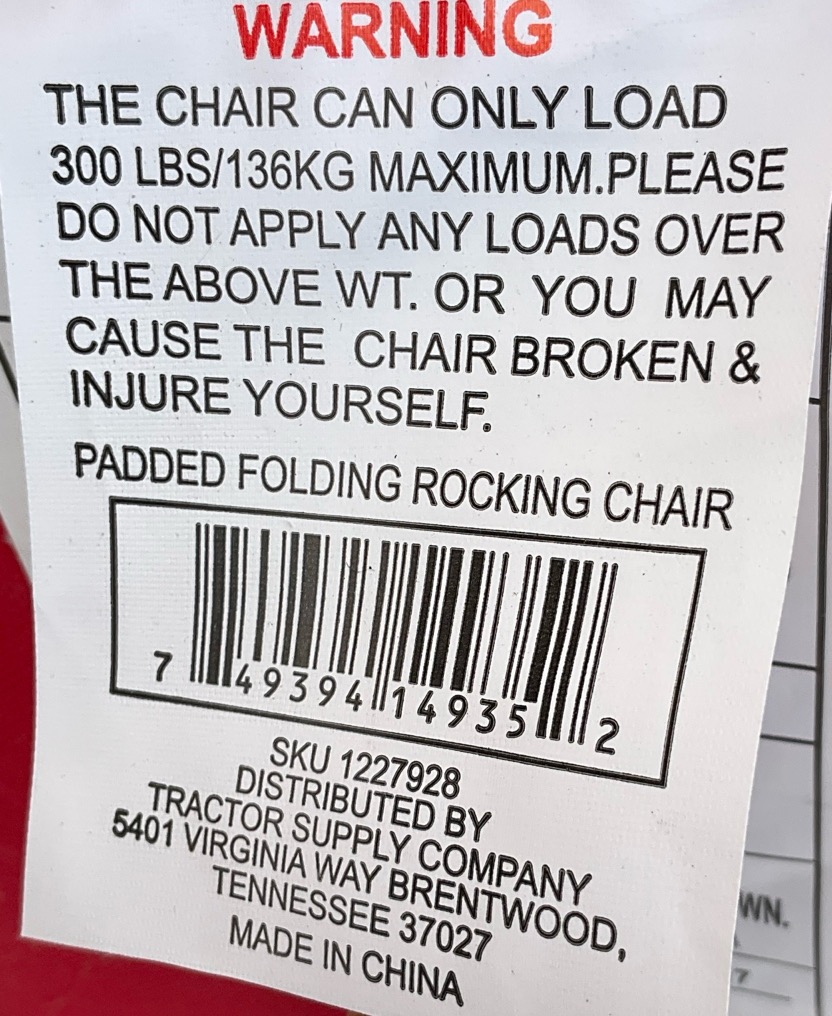 WARNING
THE CHAIR CAN ONLY LOAD
300 LBS/136KG MAXIMUM.PLEASE
DO NOT APPLY ANY LOADS OVER
THE ABOVE WT. OR YOU MAY
CAUSE THE CHAIR BROKEN &
INJURE YOURSELF.
PADDED FOLDING ROCKING CHAIR
7 49394 14935 2
SKU 1227928
DISTRIBUTED BY
TRACTOR SUPPLY COMPANY
5401 VIRGINIA WAY BRENTWOOD,
TENNESSEE 37027
MADE IN CHINA
WN.
7